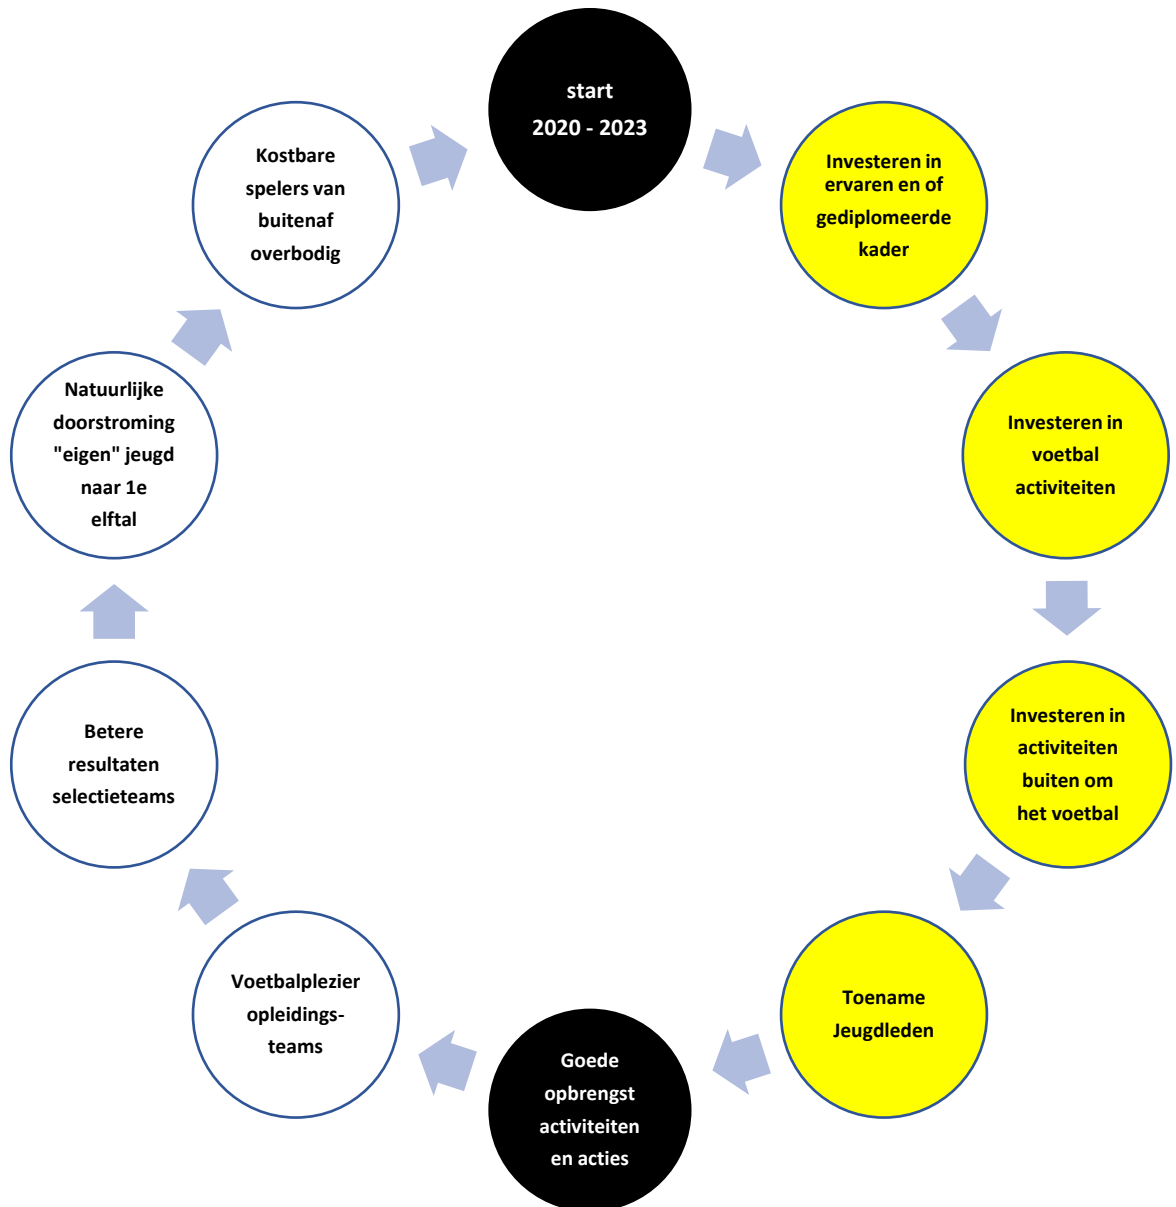 start
2020 - 2023
Investeren in
ervaren en of
gediplomeerde
kader
Investeren in
voetbal
activiteiten
Investeren in
activiteiten
buiten om
het voetbal
Toename
Jeugdleden
Goede
opbrengst
activiteiten
en acties
Voetbalplezier
opleidings-
teams
Betere
resultaten
selectieteams
Natuurlijke
doorstroming
"eigen" jeugd
naar 1e
elftal
Kostbare
spelers van
buitenaf
overbodig